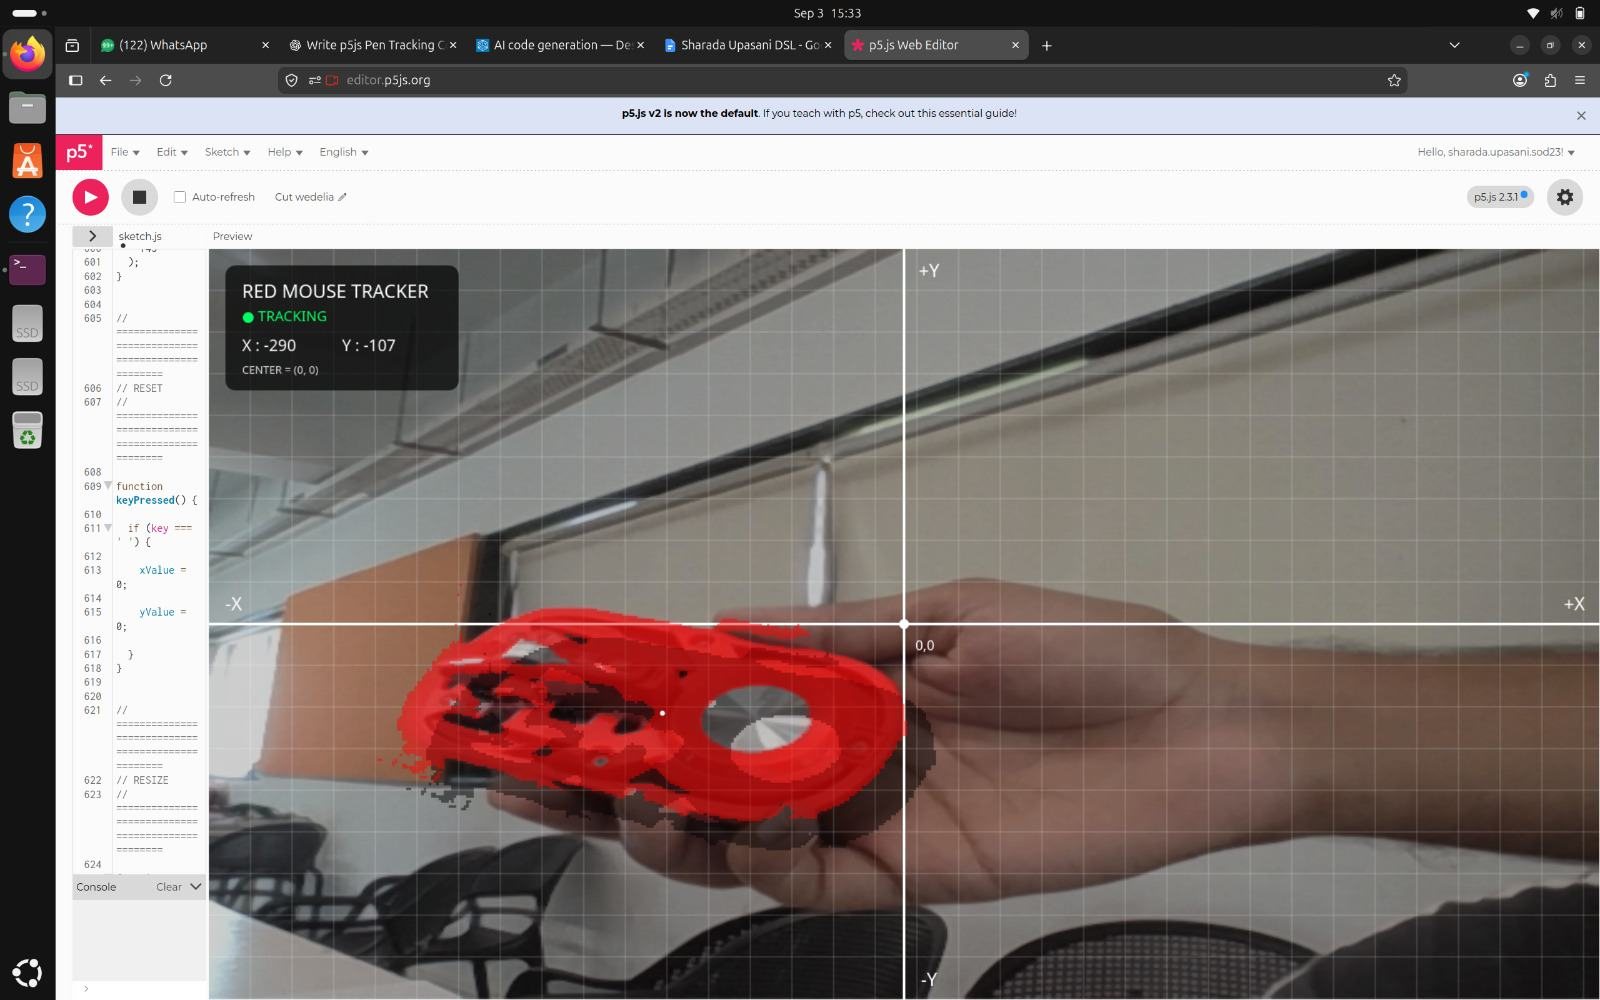 Sep 3 15:33
(122) WhatsApp
Write p5js Pen Tracking C
AI code generation — De
Sharada Upasani DSL - Go
p5.js Web Editor
editor.p5js.org
p5.js v2 is now the default. If you teach with p5, check out this essential guide!
p5*
File
Edit
Sketch
Help
English
Hello, sharada.upasani.sod23!
Auto-refresh
Cut wedelia
p5.js 2.3.1
sketch.js
Preview
601 );
602 }
603
604
605 //
==============
==============
==============
========
606 // RESET
607 //
==============
==============
==============
========
608
609 function
keyPressed() {
610
611 if (key ===
' ') {
612
613 xValue =
0;
614
615 yValue =
0;
616
617 }
618 }
619
620
621 //
==============
==============
==============
========
622 // RESIZE
623 //
==============
==============
==============
========
624
Console
Clear
>
RED MOUSE TRACKER
TRACKING
X : -290 Y : -107
CENTER = (0, 0)
+Y
-X
+X
0,0
-Y
SSD
SSD